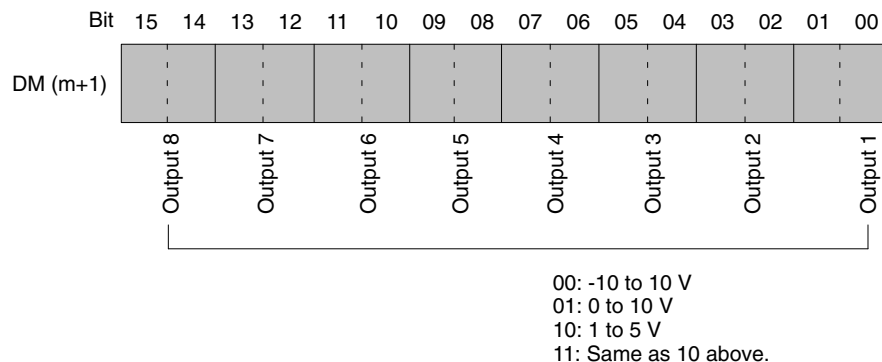 Bit 15 14 13 12 11 10 09 08 07 06 05 04 03 02 01 00
DM (m+1)
Output 8 Output 7 Output 6 Output 5 Output 4 Output 3 Output 2 Output 1
00: -10 to 10 V
01: 0 to 10 V
10: 1 to 5 V
11: Same as 10 above.